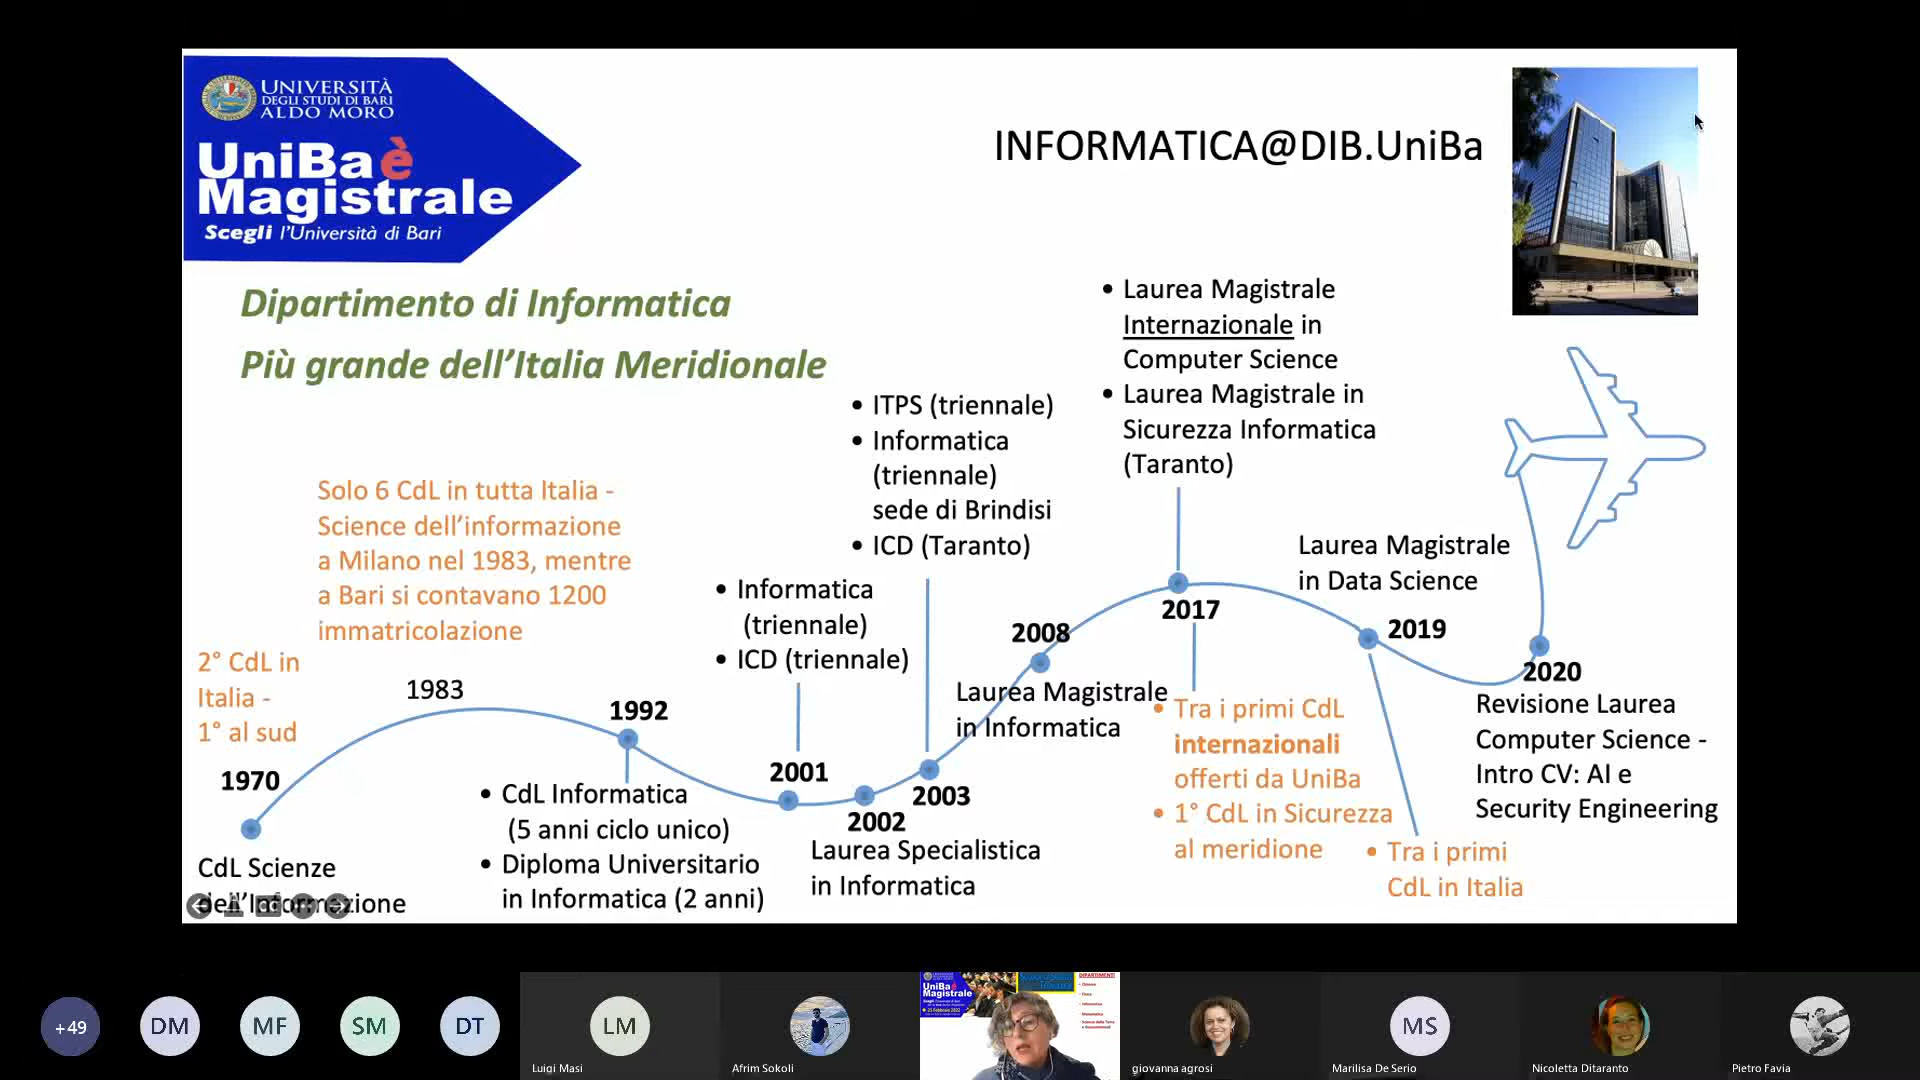 UNIVERSITÀ
DEGLI STUDI DI BARI
ALDO MORO
UniBa è
Magistrale
Scegli l'Università di Bari
INFORMATICA@DIB.UniBa
Dipartimento di Informatica
Più grande dell'Italia Meridionale
2° CdL in
Italia -
1° al sud
1970
CdL Scienze
dell'Informazione
Solo 6 CdL in tutta Italia -
Science dell'informazione
a Milano nel 1983, mentre
a Bari si contavano 1200
immatricolazione
1983
1992
• CdL Informatica
(5 anni ciclo unico)
• Diploma Universitario
in Informatica (2 anni)
• Informatica
(triennale)
• ICD (triennale)
2001
2002
Laurea Specialistica
in Informatica
• ITPS (triennale)
• Informatica
(triennale)
sede di Brindisi
• ICD (Taranto)
2003
2008
Laurea Magistrale
in Informatica
• Laurea Magistrale
Internazionale in
Computer Science
• Laurea Magistrale in
Sicurezza Informatica
(Taranto)
2017
• Tra i primi CdL
internazionali
offerti da UniBa
• 1° CdL in Sicurezza
al meridione
Laurea Magistrale
in Data Science
2019
• Tra i primi
CdL in Italia
2020
Revisione Laurea
Computer Science -
Intro CV: AI e
Security Engineering
+49
DM
MF
SM
DT
LM
Luigi Masi
Afrim Sokoli
UniBa è
Magistrale
DIPARTIMENTI
giovanna agrosi
MS
Marilisa De Serio
Nicoletta Ditaranto
Pietro Favia